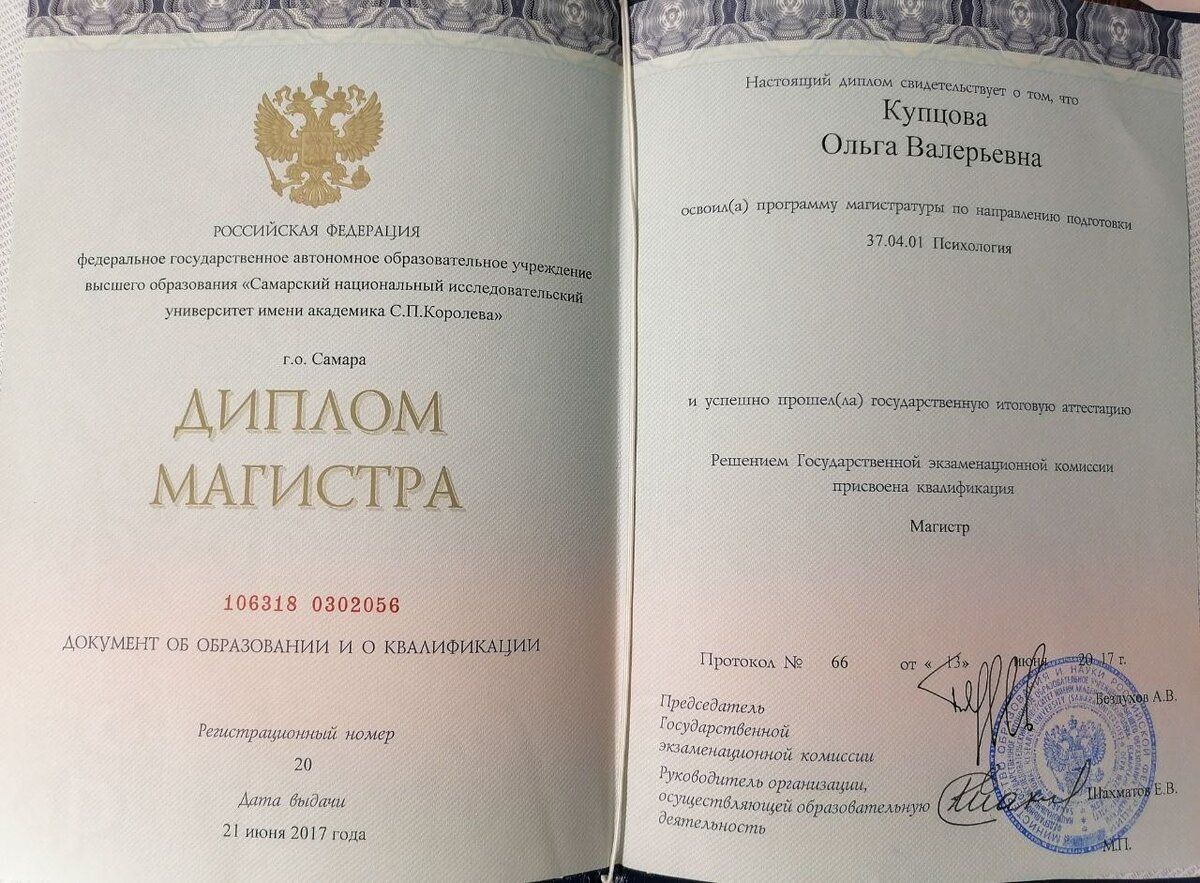 РОССИЙСКАЯ ФЕДЕРАЦИЯ
федеральное государственное автономное образовательное учреждение
высшего образования «Самарский национальный исследовательский
университет имени академика С.П.Королева»
г.о. Самара
ДИПЛОМ
МАГИСТРА
106318 0302056
ДОКУМЕНТ ОБ ОБРАЗОВАНИИ И О КВАЛИФИКАЦИИ
Регистрационный номер
20
Дата выдачи
21 июня 2017 года
Настоящий диплом свидетельствует о том, что
Купцова
Ольга Валерьевна
освоил(а) программу магистратуры по направлению подготовки
37.04.01 Психология
и успешно прошел(ла) государственную итоговую аттестацию
Решением Государственной экзаменационной комиссии
присвоена квалификация
Магистр
Протокол № 66 от « 13» июня 20 17 г.
Председатель
Государственной
экзаменационной комиссии
Бездухов А.В.
Руководитель организации,
осуществляющей образовательную
деятельность
Шахматов Е.В.
М.П.